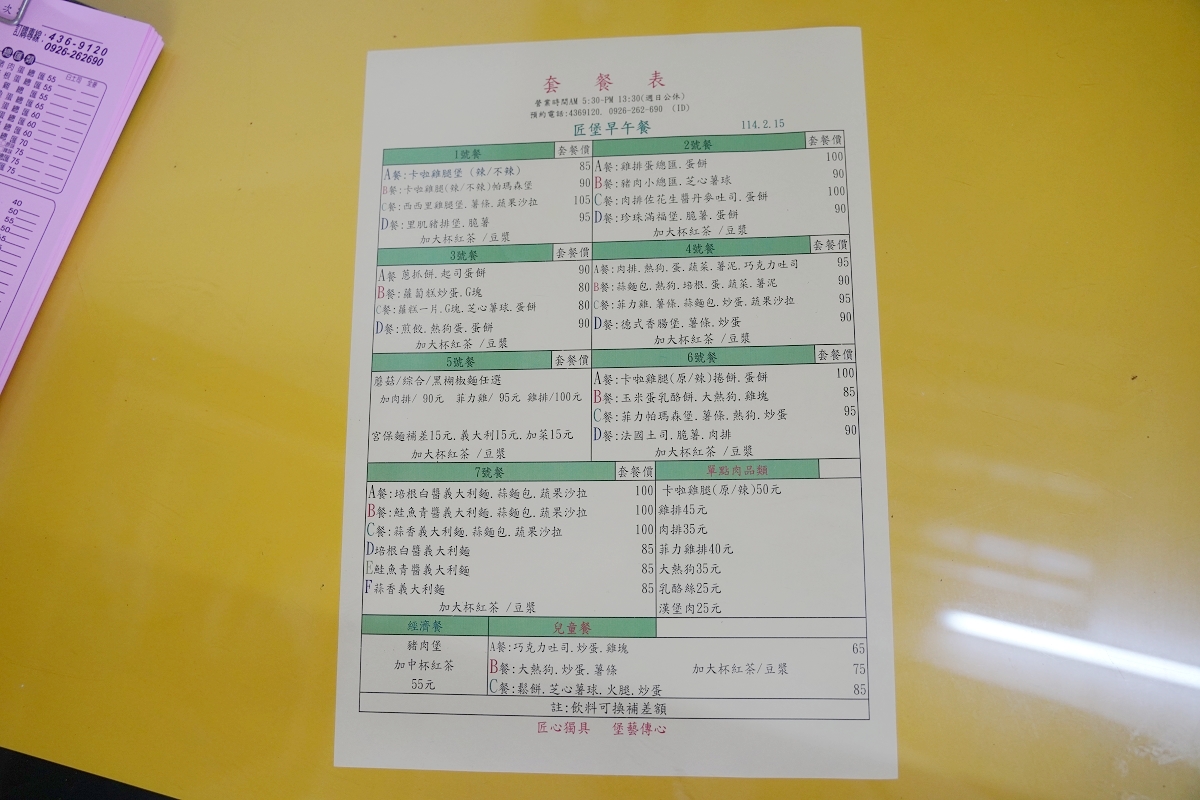 訂購專線：436-9120
0926-262690
套餐表
營業時間AM 5:30-PM 13:30(週日公休)
預約電話:4369120. 0926-262-690 (ID)
匠堡早午餐 114.2.15
1號餐 套餐價
A餐:卡啦雞腿堡 (辣/不辣) 85
B餐:卡啦雞腿(辣/不辣)帕瑪森堡 90
C餐:西西里雞腿堡.薯條.蔬果沙拉 105
D餐:里肌豬排堡.脆薯 95
加大杯紅茶 /豆漿
2號餐 套餐價
A餐:雞排蛋總匯.蛋餅 100
B餐:豬肉小總匯.芝心薯球 90
C餐:肉排佐花生醬丹麥吐司.蛋餅 100
D餐:珍珠滿福堡.脆薯.蛋餅 90
加大杯紅茶 /豆漿
3號餐 套餐價
A餐 蔥抓餅.起司蛋餅 90
B餐:蘿蔔糕炒蛋.G塊 80
C餐:蘿糕一片.G塊.芝心薯球.蛋餅 80
D餐:煎餃.熱狗蛋.蛋餅 90
加大杯紅茶 /豆漿
4號餐 套餐價
A餐:肉排.熱狗.蛋.蔬菜.薯泥.巧克力吐司 95
B餐:蒜麵包.熱狗.培根.蛋.蔬菜.薯泥 90
C餐:菲力雞.薯條.蒜麵包.炒蛋.蔬果沙拉 95
D餐:德式香腸堡.薯條.炒蛋 90
加大杯紅茶 /豆漿
5號餐 套餐價
蘑菇/綜合/黑椒椒麵任選
加肉排/ 90元 菲力雞/ 95元 雞排/100元
宮保麵補差15元.義大利15元.加菜15元
加大杯紅茶 /豆漿
6號餐 套餐價
A餐:卡啦雞腿(原/辣)捲餅.蛋餅 100
B餐:玉米蛋乳酪餅.大熱狗.雞塊 85
C餐:菲力帕瑪森堡.薯條.熱狗.炒蛋 95
D餐:法國土司.脆薯.肉排 90
加大杯紅茶 /豆漿
7號餐 套餐價
A餐:培根白醬義大利麵.蒜麵包.蔬果沙拉 100
B餐:鮭魚青醬義大利麵.蒜麵包.蔬果沙拉 100
C餐:蒜香義大利麵.蒜麵包.蔬果沙拉 100
D培根白醬義大利麵 85
E鮭魚青醬義大利麵 85
F蒜香義大利麵 85
加大杯紅茶 /豆漿
單點肉品類
卡啦雞腿(原/辣)50元
雞排45元
肉排35元
菲力雞排40元
大熱狗35元
乳酪絲25元
漢堡肉25元
經濟餐
豬肉堡
加中杯紅茶
55元
兒童餐
A餐:巧克力吐司.炒蛋.雞塊 65
B餐:大熱狗.炒蛋.薯條 加大杯紅茶/豆漿 75
C餐:鬆餅.芝心薯球.火腿.炒蛋 85
註:飲料可換補差額
匠心獨具 堡藝傳心